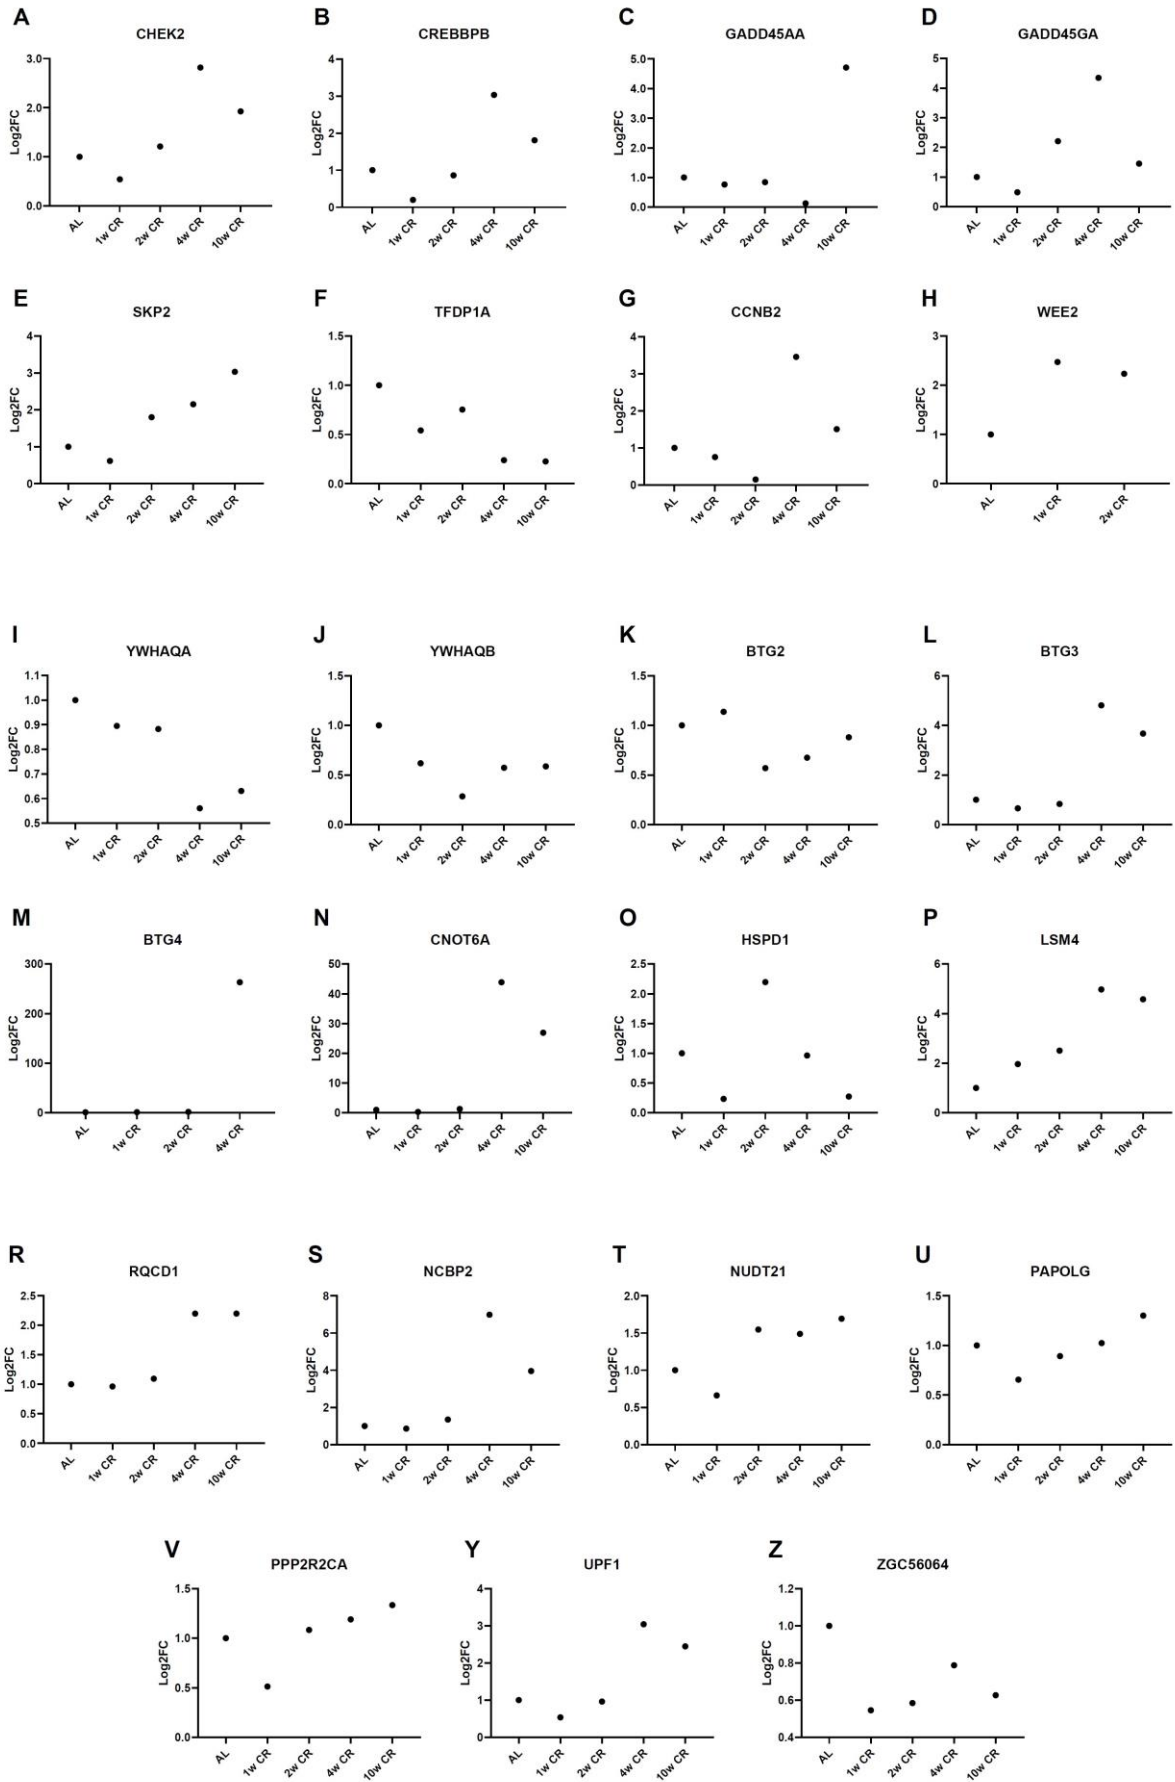 A
CHEK2
Log2FC
3.0
2.0
1.0
0.0
AL
1w CR
2w CR
4w CR
10w CR
B
CREBBPB
Log2FC
4
3
2
1
0
AL
1w CR
2w CR
4w CR
10w CR
C
GADD45AA
Log2FC
5.0
4.0
3.0
2.0
1.0
0.0
AL
1w CR
2w CR
4w CR
10w CR
D
GADD45GA
Log2FC
5
4
3
2
1
0
AL
1w CR
2w CR
4w CR
10w CR
E
SKP2
Log2FC
4
3
2
1
0
AL
1w CR
2w CR
4w CR
10w CR
F
TFDP1A
Log2FC
1.5
1.0
0.5
0.0
AL
1w CR
2w CR
4w CR
10w CR
G
CCNB2
Log2FC
4
3
2
1
0
AL
1w CR
2w CR
4w CR
10w CR
H
WEE2
Log2FC
3
2
1
0
AL
1w CR
2w CR
I
YWHAQA
Log2FC
1.1
1.0
0.9
0.8
0.7
0.6
0.5
AL
1w CR
2w CR
4w CR
10w CR
J
YWHAQB
Log2FC
1.5
1.0
0.5
0.0
AL
1w CR
2w CR
4w CR
10w CR
K
BTG2
Log2FC
1.5
1.0
0.5
0.0
AL
1w CR
2w CR
4w CR
10w CR
L
BTG3
Log2FC
6
4
2
0
AL
1w CR
2w CR
4w CR
10w CR
M
BTG4
Log2FC
300
200
100
0
AL
1w CR
2w CR
4w CR
N
CNOT6A
Log2FC
50
40
30
20
10
0
AL
1w CR
2w CR
4w CR
10w CR
O
HSPD1
Log2FC
2.5
2.0
1.5
1.0
0.5
0.0
AL
1w CR
2w CR
4w CR
10w CR
P
LSM4
Log2FC
6
4
2
0
AL
1w CR
2w CR
4w CR
10w CR
R
RQCD1
Log2FC
2.5
2.0
1.5
1.0
0.5
0.0
AL
1w CR
2w CR
4w CR
10w CR
S
NCBP2
Log2FC
8
6
4
2
0
AL
1w CR
2w CR
4w CR
10w CR
T
NUDT21
Log2FC
2.0
1.5
1.0
0.5
0.0
AL
1w CR
2w CR
4w CR
10w CR
U
PAPOLG
Log2FC
1.5
1.0
0.5
0.0
AL
1w CR
2w CR
4w CR
10w CR
V
PPP2R2CA
Log2FC
1.5
1.0
0.5
0.0
AL
1w CR
2w CR
4w CR
10w CR
Y
UPF1
Log2FC
4
3
2
1
0
AL
1w CR
2w CR
4w CR
10w CR
Z
ZGC56064
Log2FC
1.2
1.0
0.8
0.6
0.4
AL
1w CR
2w CR
4w CR
10w CR